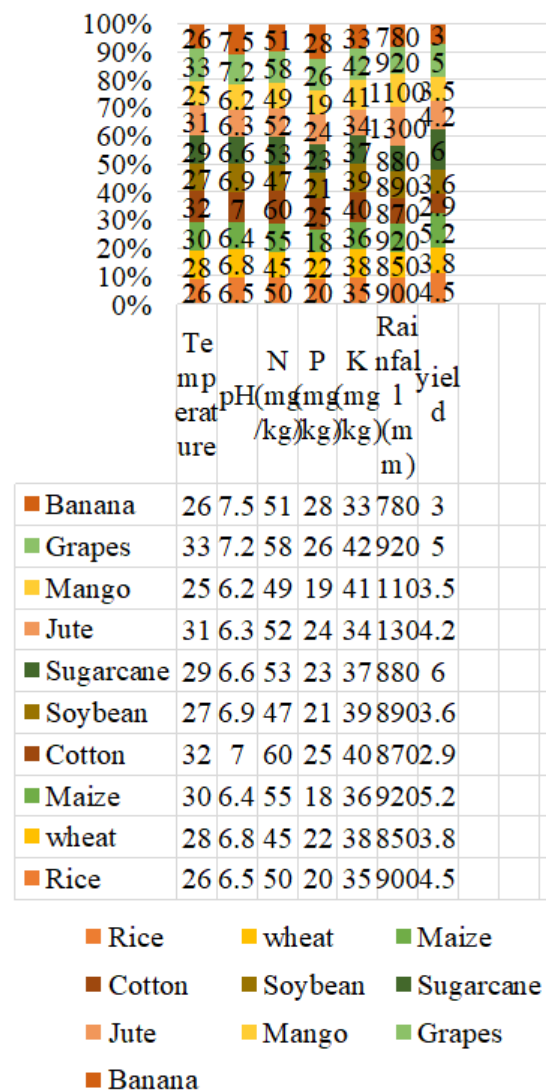 100% 26 7.5 51 28 33 780 3
90% 33 7.2 58 26 42 920 5
80% 25 6.2 49 19 41 1100 3.5
70% 31 6.3 52 24 34 1300 4.2
60% 29 6.6 53 23 37 880 6
50% 27 6.9 47 21 39 890 3.6
40% 32 7 60 25 40 870 2.9
30% 30 6.4 55 18 36 920 5.2
20% 28 6.8 45 22 38 850 3.8
10% 26 6.5 50 20 35 900 4.5
0%
Te
mp
erat
ure
pH
N
(mg
/kg)
P
(mg/
kg)
K
(mg/
kg)
Rai
nfal
l
(m
m)
yiel
d
Banana 26 7.5 51 28 33 780 3
Grapes 33 7.2 58 26 42 920 5
Mango 25 6.2 49 19 41 110 3.5
Jute 31 6.3 52 24 34 130 4.2
Sugarcane 29 6.6 53 23 37 880 6
Soybean 27 6.9 47 21 39 890 3.6
Cotton 32 7 60 25 40 870 2.9
Maize 30 6.4 55 18 36 920 5.2
wheat 28 6.8 45 22 38 850 3.8
Rice 26 6.5 50 20 35 900 4.5
Rice wheat Maize
Cotton Soybean Sugarcane
Jute Mango Grapes
Banana